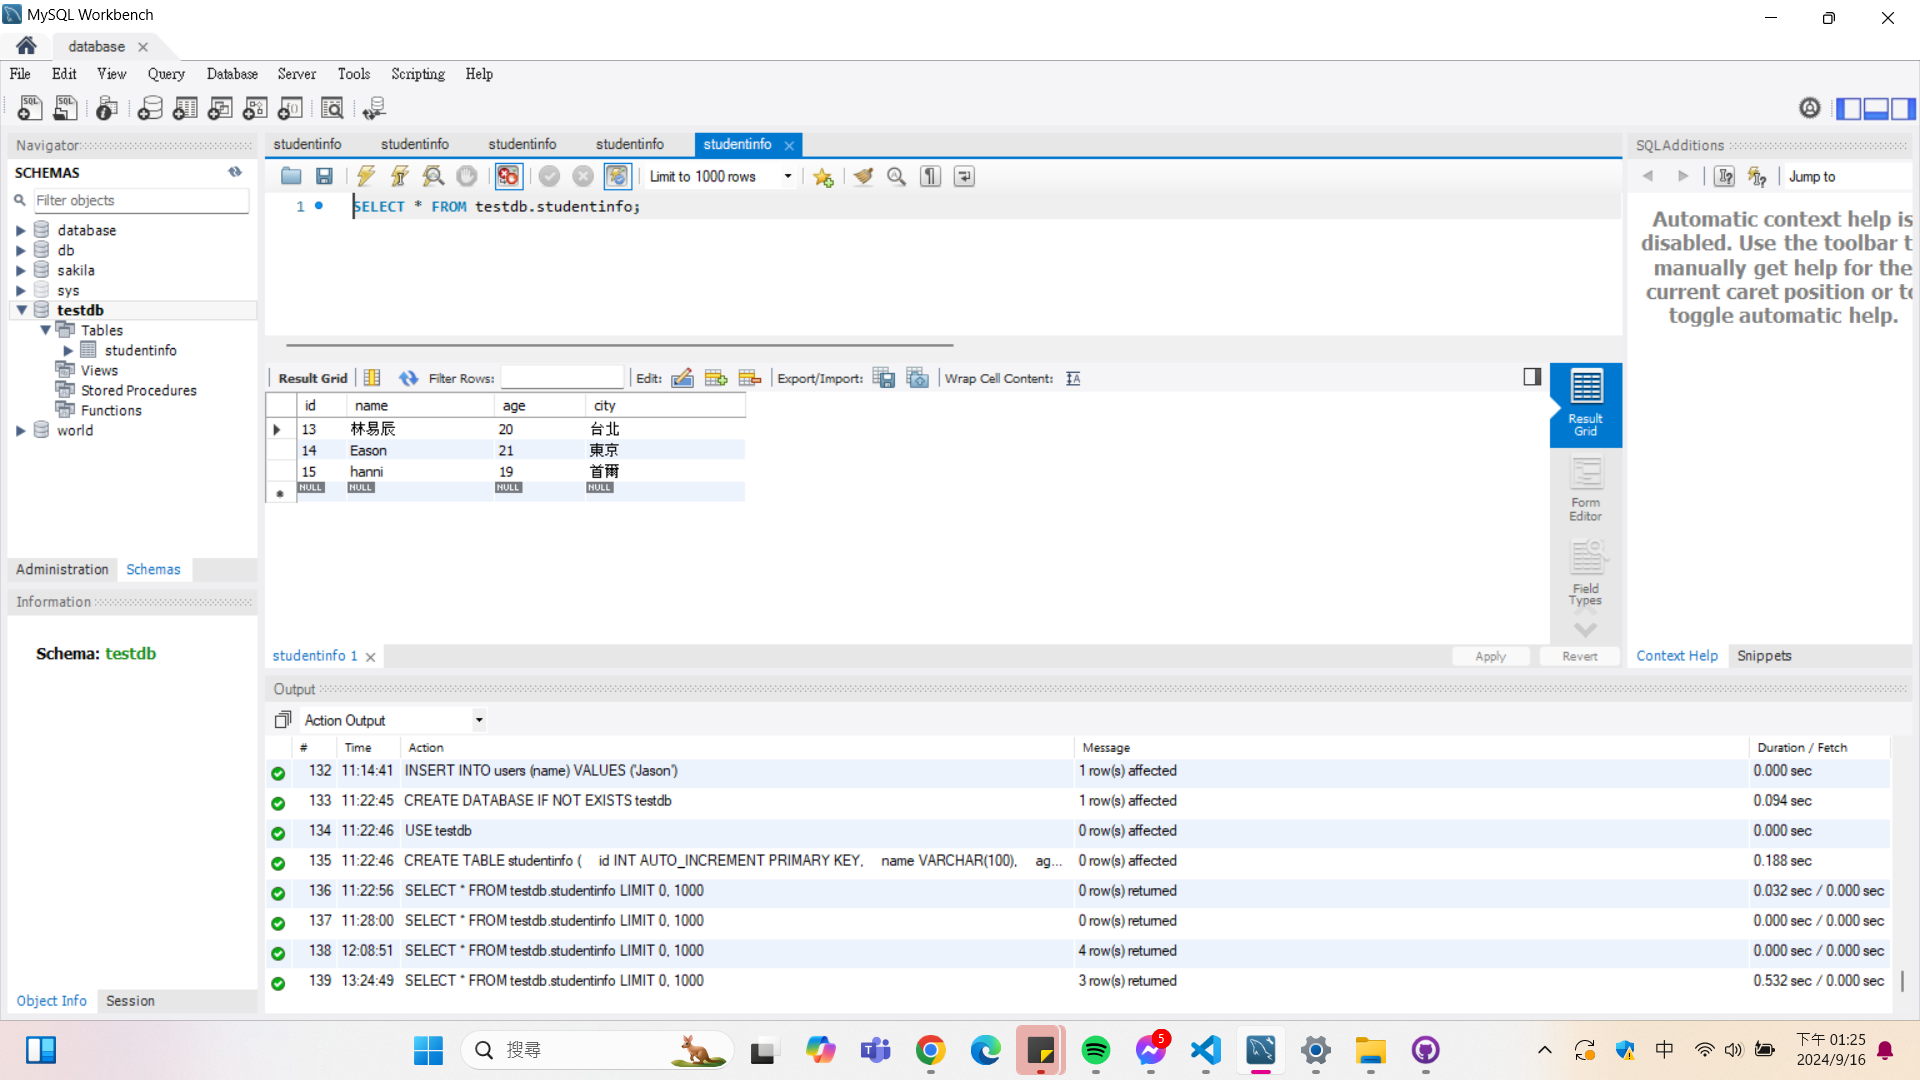 MySQL Workbench
database
File Edit View Query Database Server Tools Scripting Help
Navigator
SCHEMAS
Filter objects
database
db
sakila
sys
testdb
Tables
studentinfo
Views
Stored Procedures
Functions
world
Administration Schemas
Information
Schema: testdb
Object Info Session
studentinfo studentinfo studentinfo studentinfo studentinfo
Limit to 1000 rows
1 SELECT * FROM testdb.studentinfo;
Result Grid Filter Rows: Edit: Export/Import: Wrap Cell Content:
id name age city
13 林易辰 20 台北
14 Eason 21 東京
15 hanni 19 首爾
NULL NULL NULL NULL
Result
Grid
Form
Editor
Field
Types
studentinfo 1
Apply Revert
SQLAdditions
Jump to
Automatic context help is
disabled. Use the toolbar t
manually get help for the
current caret position or to
toggle automatic help.
Context Help Snippets
Output
Action Output
# Time Action Message Duration / Fetch
132 11:14:41 INSERT INTO users (name) VALUES ('Jason') 1 row(s) affected 0.000 sec
133 11:22:45 CREATE DATABASE IF NOT EXISTS testdb 1 row(s) affected 0.094 sec
134 11:22:46 USE testdb 0 row(s) affected 0.000 sec
135 11:22:46 CREATE TABLE studentinfo ( id INT AUTO_INCREMENT PRIMARY KEY, name VARCHAR(100), ag... 0 row(s) affected 0.188 sec
136 11:22:56 SELECT * FROM testdb.studentinfo LIMIT 0, 1000 0 row(s) returned 0.032 sec / 0.000 sec
137 11:28:00 SELECT * FROM testdb.studentinfo LIMIT 0, 1000 0 row(s) returned 0.000 sec / 0.000 sec
138 12:08:51 SELECT * FROM testdb.studentinfo LIMIT 0, 1000 4 row(s) returned 0.000 sec / 0.000 sec
139 13:24:49 SELECT * FROM testdb.studentinfo LIMIT 0, 1000 3 row(s) returned 0.532 sec / 0.000 sec
搜尋
5
中
下午 01:25
2024/9/16